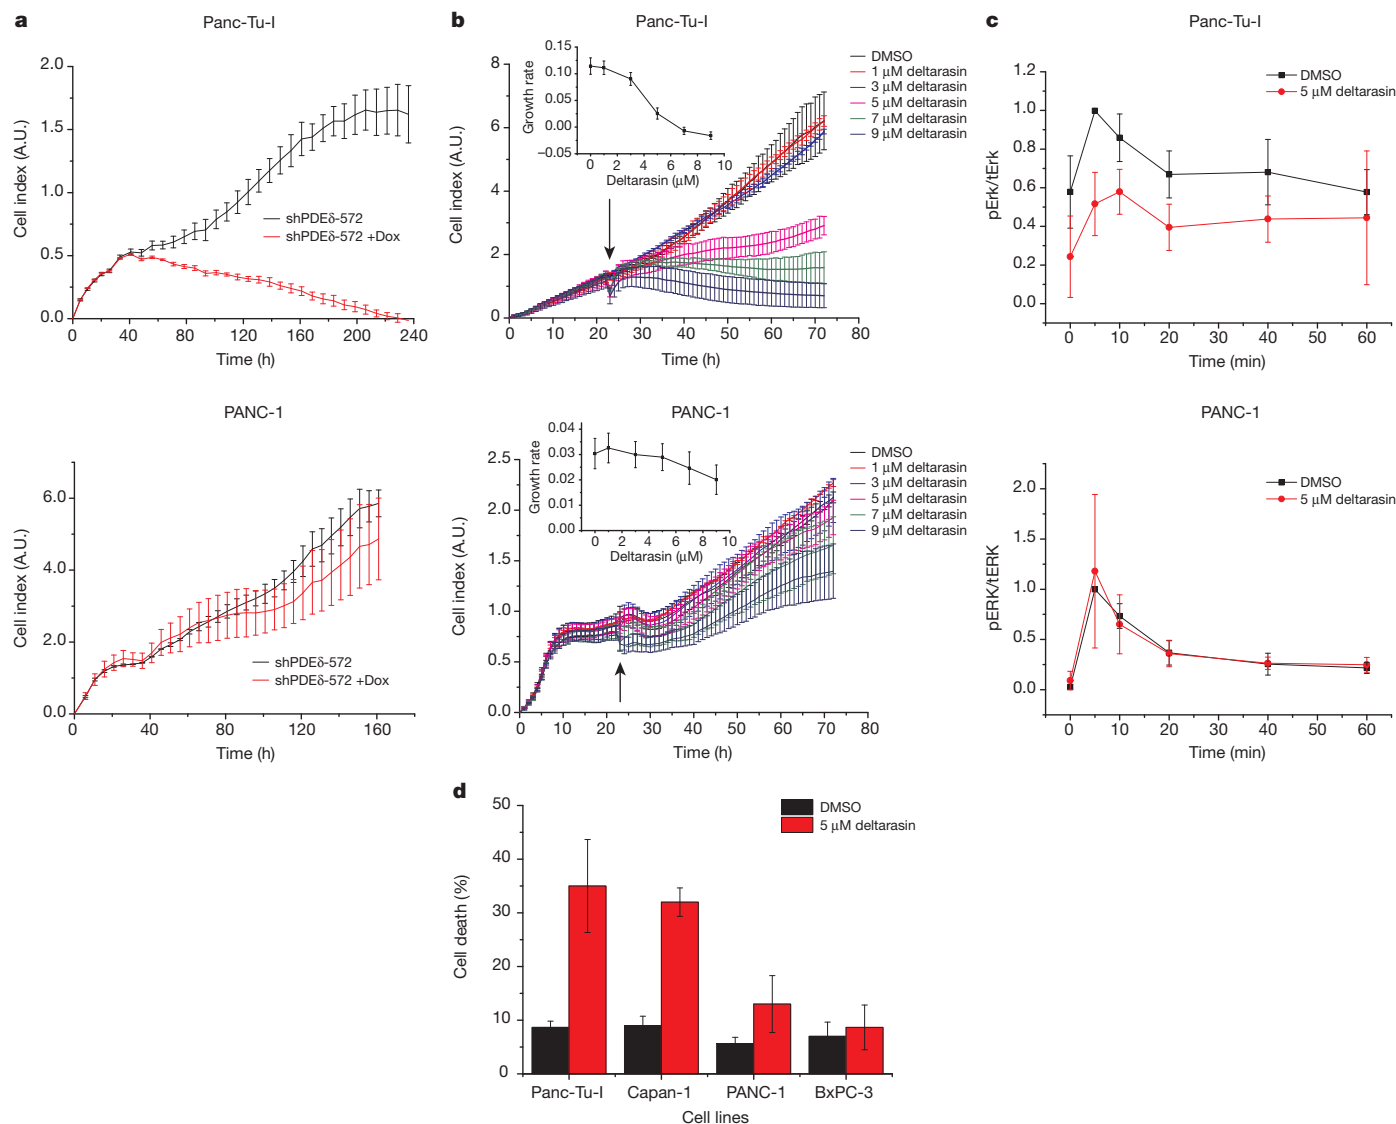 a
Panc-Tu-I
Cell index (A.U.)
2.0
1.5
1.0
0.5
0.0
shPDEδ-572
shPDEδ-572 +Dox
0 40 80 120 160 200 240
Time (h)
PANC-1
Cell index (A.U.)
6.0
4.0
2.0
0.0
shPDEδ-572
shPDEδ-572 +Dox
0 40 80 120 160
Time (h)
b
Panc-Tu-I
Cell index (A.U.)
8
6
4
2
0
Growth rate
0.15
0.10
0.05
0.00
−0.05
0 2 4 6 8 10
Deltarasin (μM)
DMSO
1 μM deltarasin
3 μM deltarasin
5 μM deltarasin
7 μM deltarasin
9 μM deltarasin
0 10 20 30 40 50 60 70 80
Time (h)
PANC-1
Cell index (A.U.)
2.5
2.0
1.5
1.0
0.5
0.0
Growth rate
0.04
0.03
0.02
0.01
0.00
0 2 4 6 8 10
Deltarasin (μM)
DMSO
1 μM deltarasin
3 μM deltarasin
5 μM deltarasin
7 μM deltarasin
9 μM deltarasin
0 10 20 30 40 50 60 70 80
Time (h)
c
Panc-Tu-I
pErk/tErk
1.2
1.0
0.8
0.6
0.4
0.2
0.0
DMSO
5 μM deltarasin
0 10 20 30 40 50 60
Time (min)
PANC-1
pERK/tERK
2.0
1.5
1.0
0.5
0.0
DMSO
5 μM deltarasin
0 10 20 30 40 50 60
Time (min)
d
Cell death (%)
50
40
30
20
10
0
DMSO
5 μM deltarasin
Panc-Tu-I Capan-1 PANC-1 BxPC-3
Cell lines